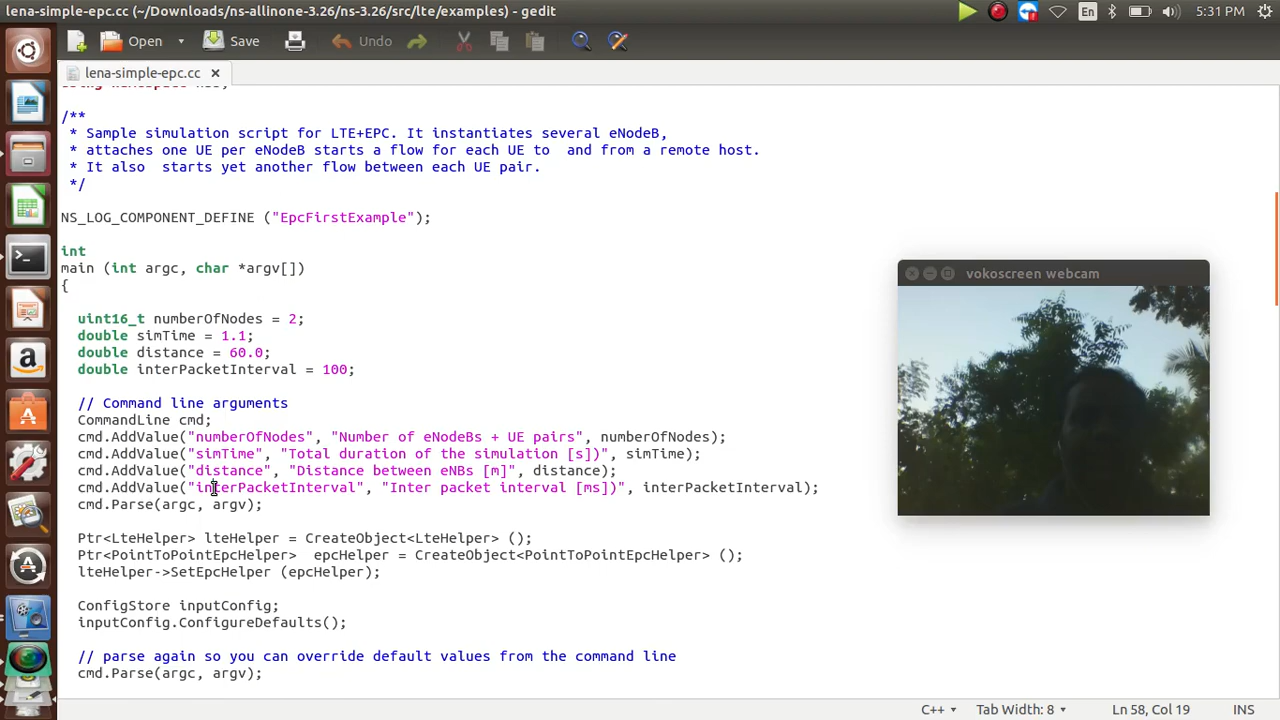 lena-simple-epc.cc (~/Downloads/ns-allinone-3.26/ns-3.26/src/lte/examples) - gedit
En
5:31 PM
Open
Save
Undo
lena-simple-epc.cc
/**
* Sample simulation script for LTE+EPC. It instantiates several eNodeB,
* attaches one UE per eNodeB starts a flow for each UE to  and from a remote host.
* It also  starts yet another flow between each UE pair.
*/
NS_LOG_COMPONENT_DEFINE ("EpcFirstExample");
int
main (int argc, char *argv[])
{
uint16_t numberOfNodes = 2;
double simTime = 1.1;
double distance = 60.0;
double interPacketInterval = 100;
// Command line arguments
CommandLine cmd;
cmd.AddValue("numberOfNodes", "Number of eNodeBs + UE pairs", numberOfNodes);
cmd.AddValue("simTime", "Total duration of the simulation [s])", simTime);
cmd.AddValue("distance", "Distance between eNBs [m]", distance);
cmd.AddValue("interPacketInterval", "Inter packet interval [ms])", interPacketInterval);
cmd.Parse(argc, argv);
Ptr<LteHelper> lteHelper = CreateObject<LteHelper> ();
Ptr<PointToPointEpcHelper>  epcHelper = CreateObject<PointToPointEpcHelper> ();
lteHelper->SetEpcHelper (epcHelper);
ConfigStore inputConfig;
inputConfig.ConfigureDefaults();
// parse again so you can override default values from the command line
cmd.Parse(argc, argv);
vokoscreen webcam
C++
Tab Width: 8
Ln 58, Col 19
INS